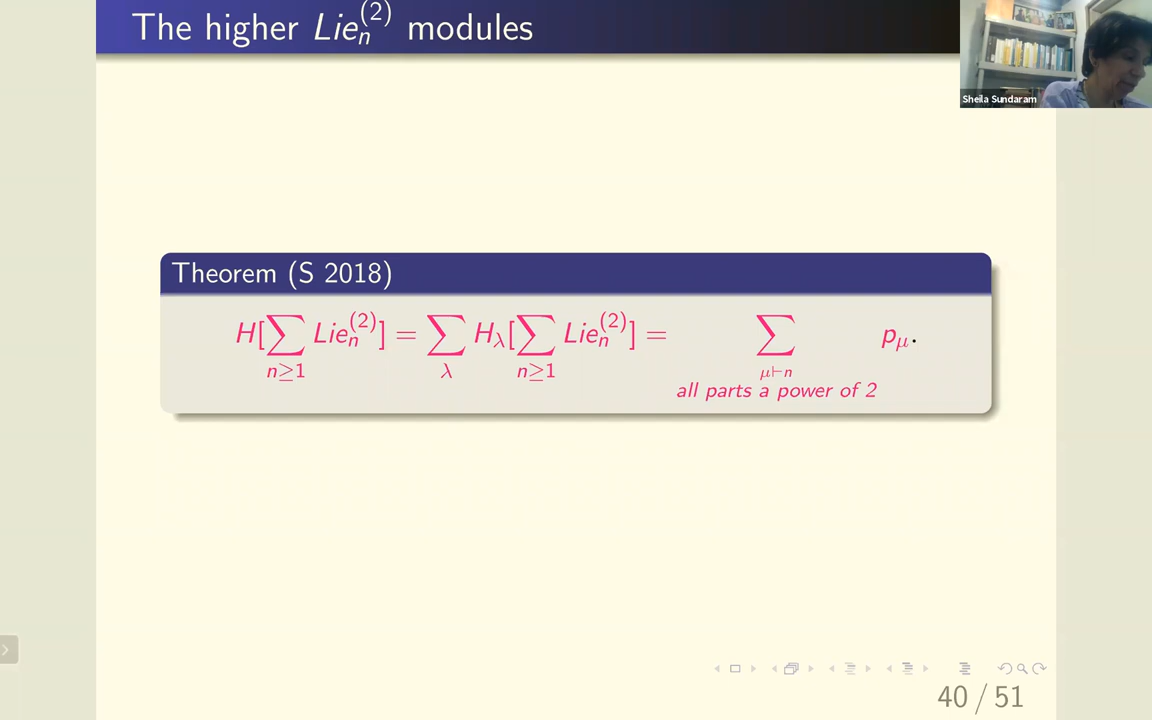 The higher Lie_n^{(2)} modules
Sheila Sundaram
Theorem (S 2018)
H[∑_{n≥1} Lie_n^{(2)}] = ∑_λ H_λ[∑_{n≥1} Lie_n^{(2)}] = ∑_{μ⊢n all parts a power of 2} p_μ.
40 / 51